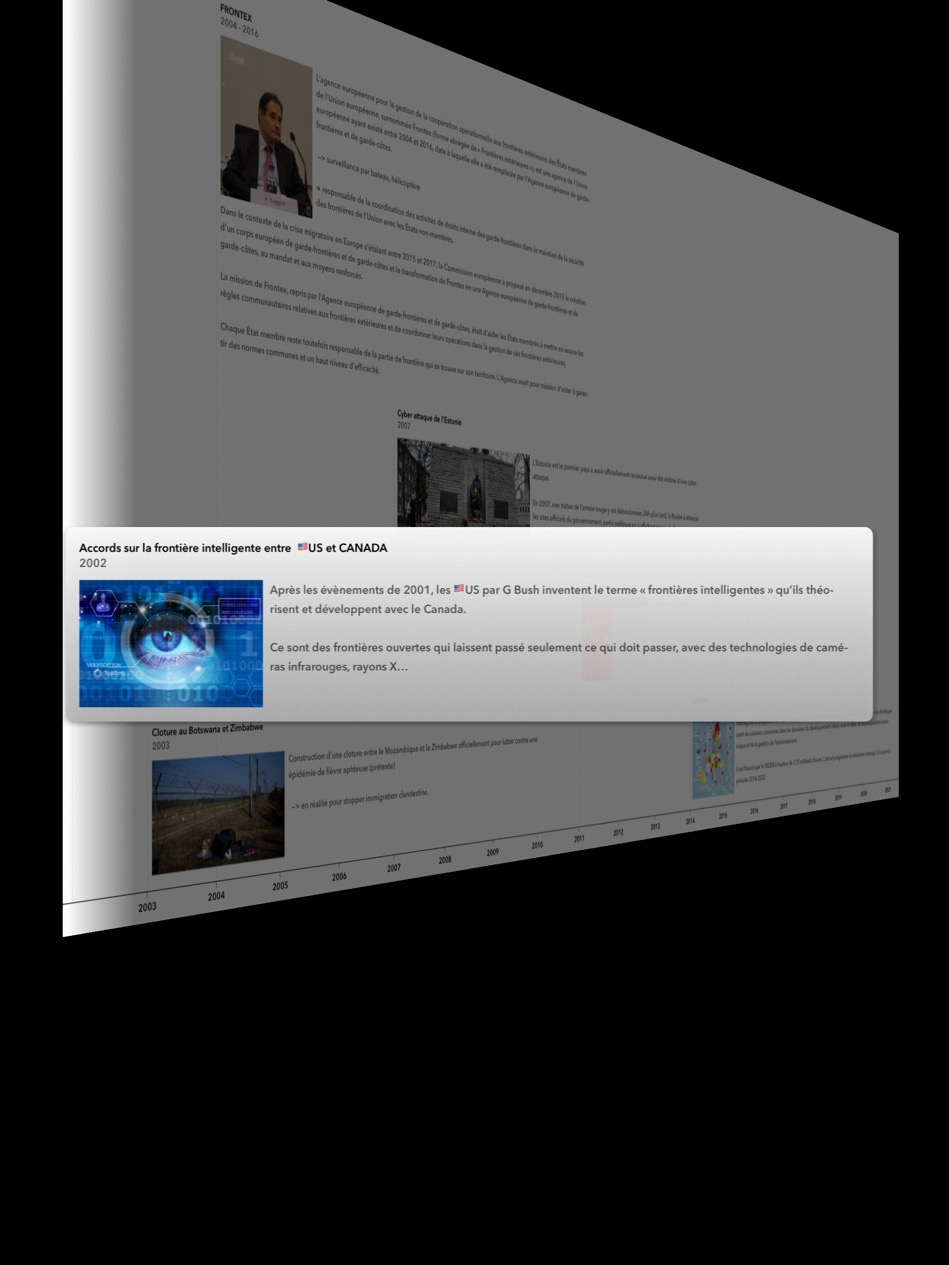 FRONTEX
2004 - 2016
L'agence européenne pour la gestion de la coopération opérationnelle aux frontières extérieures des États membres
de l'Union européenne, surnommée Frontex (forme abrégée de « Frontières extérieures »), est une agence de l'Union
européenne ayant existé entre 2004 et 2016, date à laquelle elle a été remplacée par l'Agence européenne de garde
frontières et de garde-côtes.
--> surveillance par bateau, hélicoptère
responsable de la coordination des activités de droits interne des garde-frontières dans le maintien de la sécurité
des frontières de l'Union avec les États non-membres.
Dans le contexte de la crise migratoire en Europe s'étalant entre 2015 et 2017, la Commission européenne a proposé en décembre 2015 la création
d'un corps européen de garde-frontières et de garde-côtes et la transformation de Frontex en une Agence européenne de garde-frontières et de
garde-côtes, au mandat et aux moyens renforcés.
La mission de Frontex, repris par l'Agence européenne de garde-frontières et de garde-côtes, était d'aider les États membres à mettre en œuvre les
règles communautaires relatives aux frontières extérieures et de coordonner leurs opérations dans la gestion de ces frontières extérieures.
Chaque État membre reste toutefois responsable de la partie de frontière qui se trouve sur son territoire. L'Agence avait pour mission d'aider à garan-
tir des normes communes et un haut niveau d'efficacité.
Cyber attaque de l'Estonie
2007
L'Estonie est le premier pays a avoir officiellement reconnue avoir été victime d'une cyber
attaque.
En 2007, une statue de l'armée rouge y est déboulonnée, 24h plus tard, la Russie a attaqué
les sites officiels du gouvernement, partis politique
Accords sur la frontière intelligente entre 🇺🇸US et CANADA
2002
Après les évènements de 2001, les 🇺🇸US par G Bush inventent le terme « frontières intelligentes » qu'ils théo-
risent et développent avec le Canada.
Ce sont des frontières ouvertes qui laissent passé seulement ce qui doit passer, avec des technologies de camé-
ras infrarouges, rayons X…
VERIFICATION
Cloture au Botswana et Zimbabwe
2003
Construction d'une cloture entre le Mozambique et le Zimbabwe officiellement pour lutter contre une
épidémie de fièvre aphteuse (prétexte)
--> en réalité pour stopper immigration clandestine.
2003 2004 2005 2006 2007 2008 2009 2010 2011 2012 2013 2014 2015 2016 2017 2018 2019 2020 2021